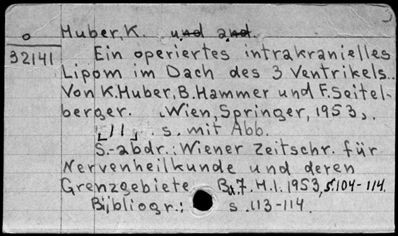 o Huber, K. und and.
32141 Ein operiertes intrakranielles
Lipom im Dach des 3 Ventrikels.
Von K. Huber, B. Hammer und F. Seitel-
berger. Wien, Springer, 1953.
[11] s. mit Abb.
S.-abdr.: Wiener Zeitschr. für
Nervenheilkunde und deren
Grenzgebiete Bd 7. H. 1. 1953, S. 104-114.
Bibliogr.: s. 113-114.